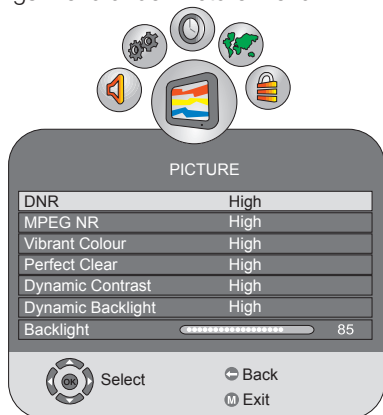 PICTURE
DNR High
MPEG NR High
Vibrant Colour High
Perfect Clear High
Dynamic Contrast High
Dynamic Backlight High
Backlight 85
OK Select Back
M Exit